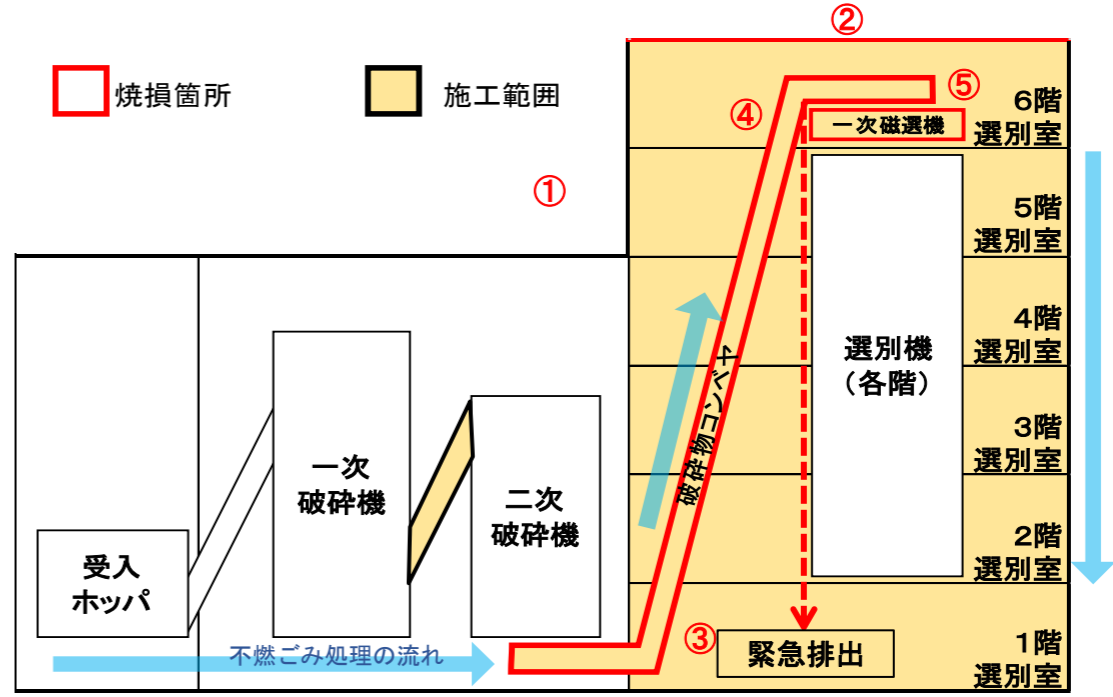 ②
焼損箇所
施工範囲
①
④
⑤
一次磁選機
6階
選別室
5階
選別室
4階
選別室
3階
選別室
2階
選別室
1階
選別室
選別機
（各階）
破砕物コンベヤ
一次
破砕機
二次
破砕機
受入
ホッパ
不燃ごみ処理の流れ
③
緊急排出